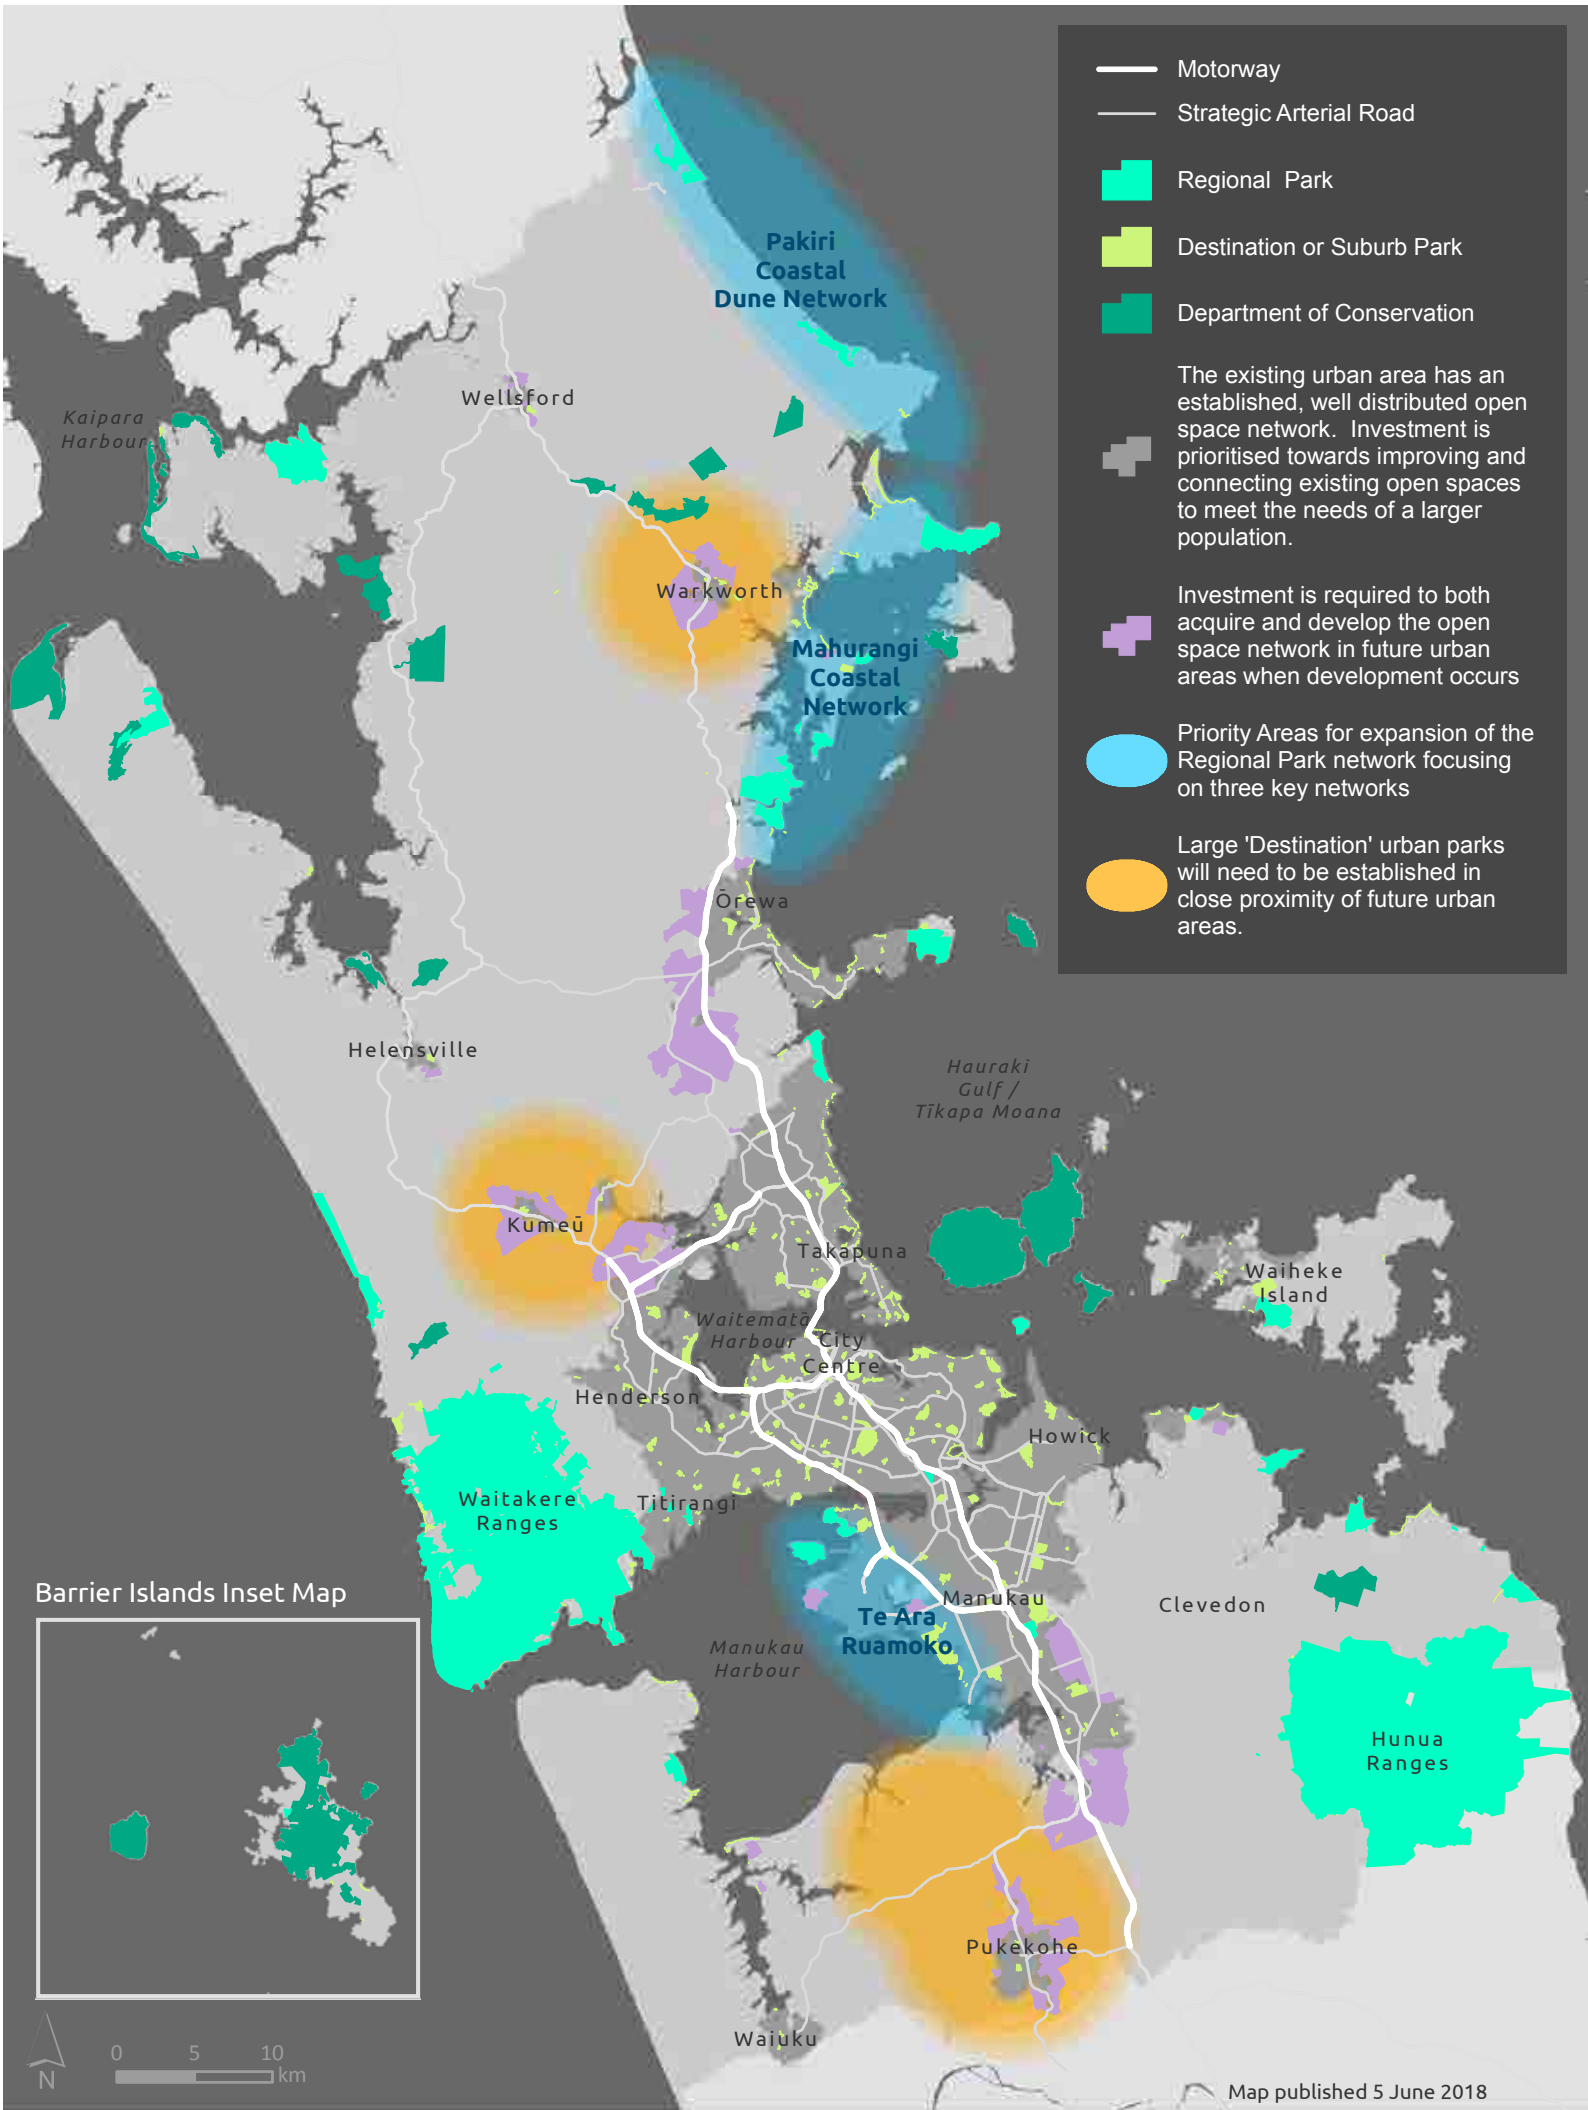 Motorway
Strategic Arterial Road
Regional Park
Destination or Suburb Park
Department of Conservation
The existing urban area has an
established, well distributed open
space network. Investment is
prioritised towards improving and
connecting existing open spaces
to meet the needs of a larger
population.
Investment is required to both
acquire and develop the open
space network in future urban
areas when development occurs
Priority Areas for expansion of the
Regional Park network focusing
on three key networks
Large 'Destination' urban parks
will need to be established in
close proximity of future urban
areas.
Pakiri
Coastal
Dune Network
Wellsford
Kaipara
Harbour
Warkworth
Mahurangi
Coastal
Network
Ōrewa
Helensville
Hauraki
Gulf /
Tīkapa Moana
Kumeū
Takapuna
Waiheke
Island
Waitematā
Harbour
City
Centre
Henderson
Howick
Waitakere
Ranges
Titirangi
Manukau
Clevedon
Te Ara
Ruamoko
Manukau
Harbour
Hunua
Ranges
Barrier Islands Inset Map
Pukekohe
Waiuku
N
0 5 10
km
Map published 5 June 2018